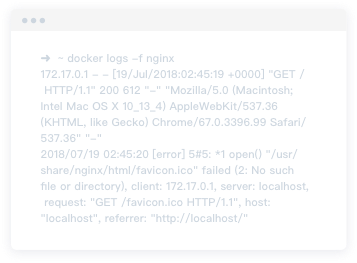 ➜ ~ docker logs -f nginx
172.17.0.1 - - [19/Jul/2018:02:45:19 +0000] "GET /
HTTP/1.1" 200 612 "-" "Mozilla/5.0 (Macintosh;
Intel Mac OS X 10_13_4) AppleWebKit/537.36
(KHTML, like Gecko) Chrome/67.0.3396.99 Safari/
537.36" "-"
2018/07/19 02:45:20 [error] 5#5: *1 open() "/usr/
share/nginx/html/favicon.ico" failed (2: No such
file or directory), client: 172.17.0.1, server: localhost,
request: "GET /favicon.ico HTTP/1.1", host:
"localhost", referrer: "http://localhost/"